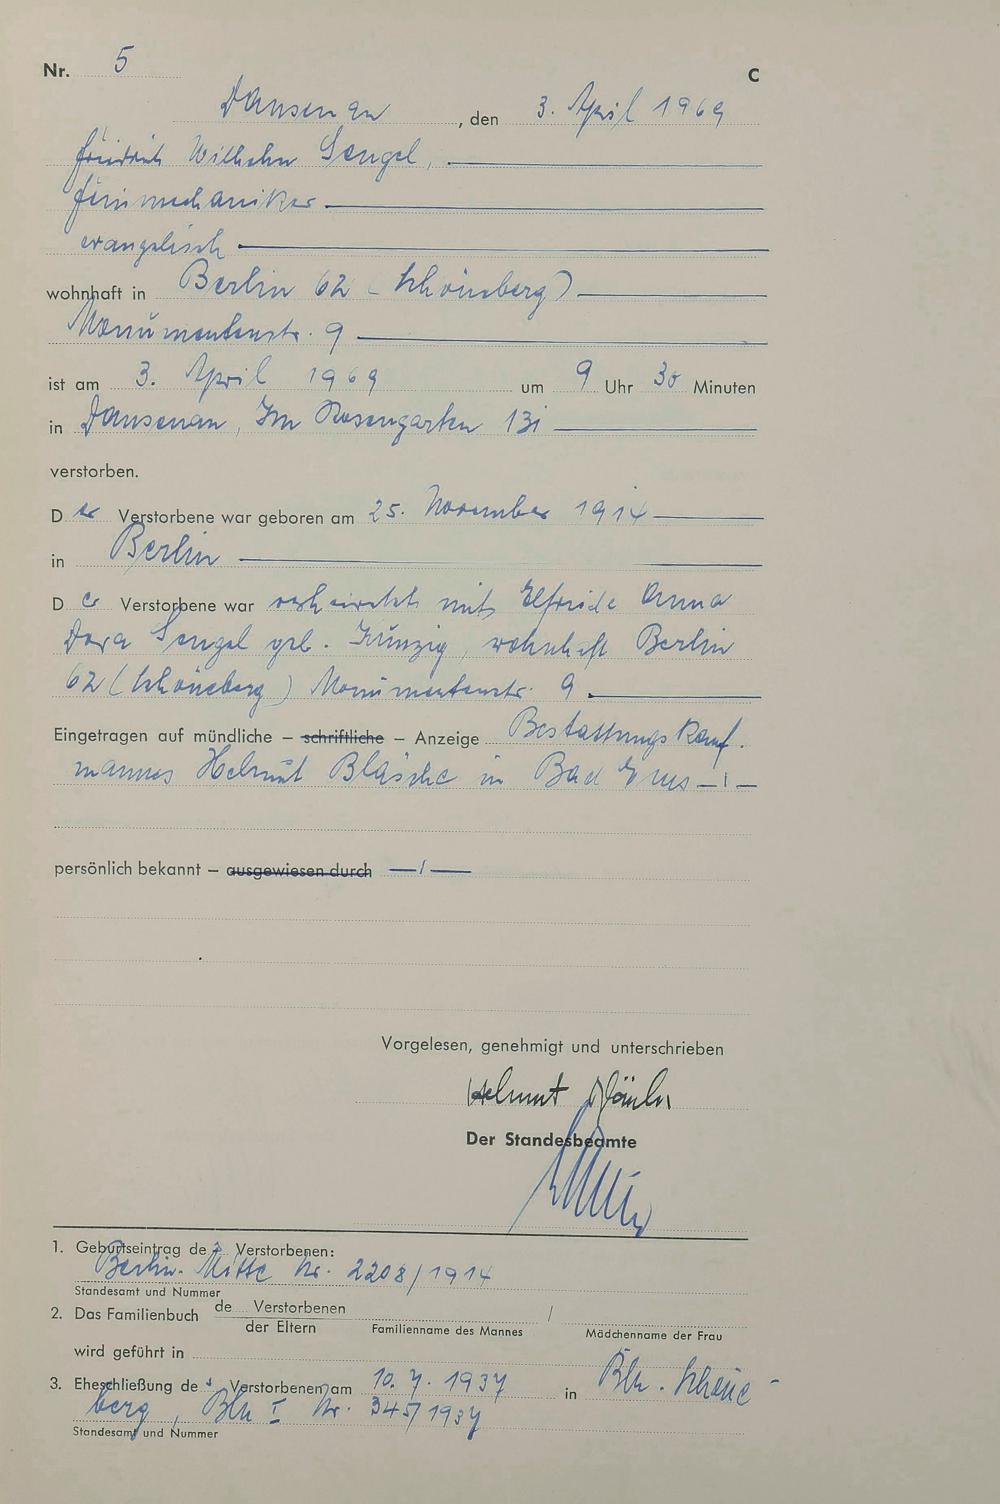 Nr. 5
C
Dausenau, den 3. April 1969
Friedrich Wilhelm Sengel,
Feinmechaniker
evangelisch
wohnhaft in Berlin 62 (Schöneberg)
Monumentenstr. 9
ist am 3. April 1969 um 9 Uhr 30 Minuten
in Dausenau, Im Rosengarten 13i
verstorben.
Der Verstorbene war geboren am 25. November 1914
in Berlin
Der Verstorbene war verheiratet mit Elfriede Anna
Dora Sengel geb. Künzig, wohnhaft Berlin
62 (Schöneberg) Monumentenstr. 9
Eingetragen auf mündliche – schriftliche – Anzeige Bestattungskauf-
mannes Helmut Bläsche in Bad Ems —/—
persönlich bekannt – ausgewiesen durch —/—
Vorgelesen, genehmigt und unterschrieben
Helmut
Der Standesbeamte
1. Geburtseintrag des Verstorbenen:
Berlin-Mitte Nr. 2208/1914
Standesamt und Nummer
2. Das Familienbuch de Verstorbenen /
der Eltern Familienname des Mannes Mädchenname der Frau
wird geführt in
3. Eheschließung des Verstorbenen am 10. 7. 1937 in Bln. Schöne-
berg, Bln I Nr. 345/1937
Standesamt und Nummer